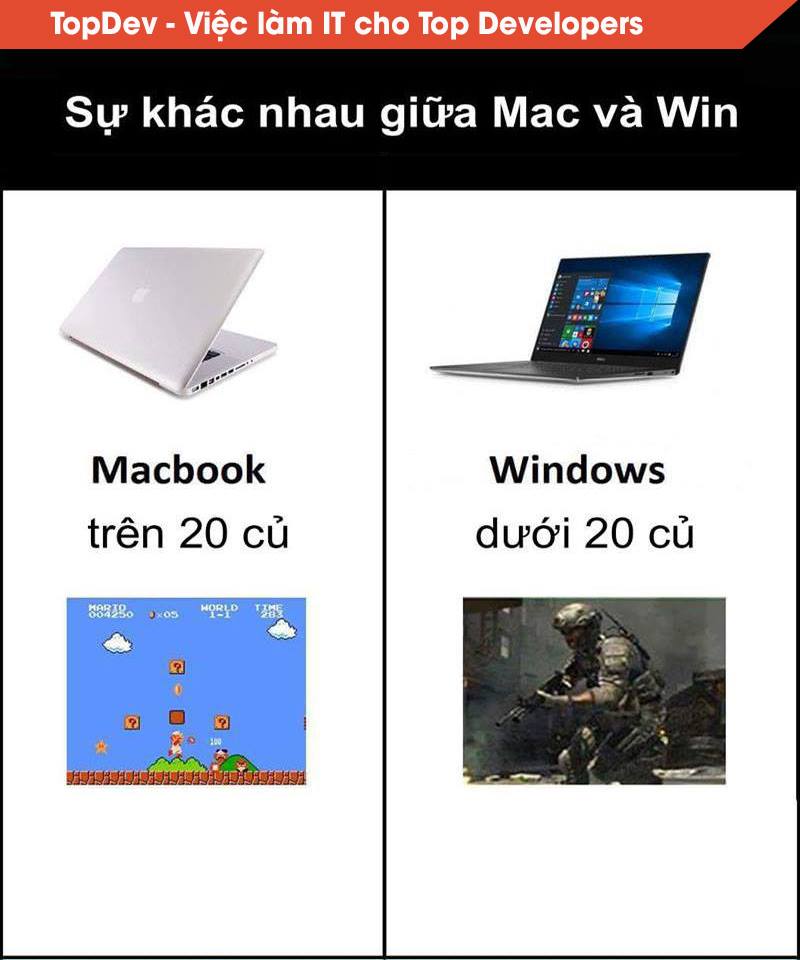 TopDev - Việc làm IT cho Top Developers
Sự khác nhau giữa Mac và Win
Macbook
trên 20 củ
Windows
dưới 20 củ
MARIO WORLD TIME
004250 ×05 1-1 283
100